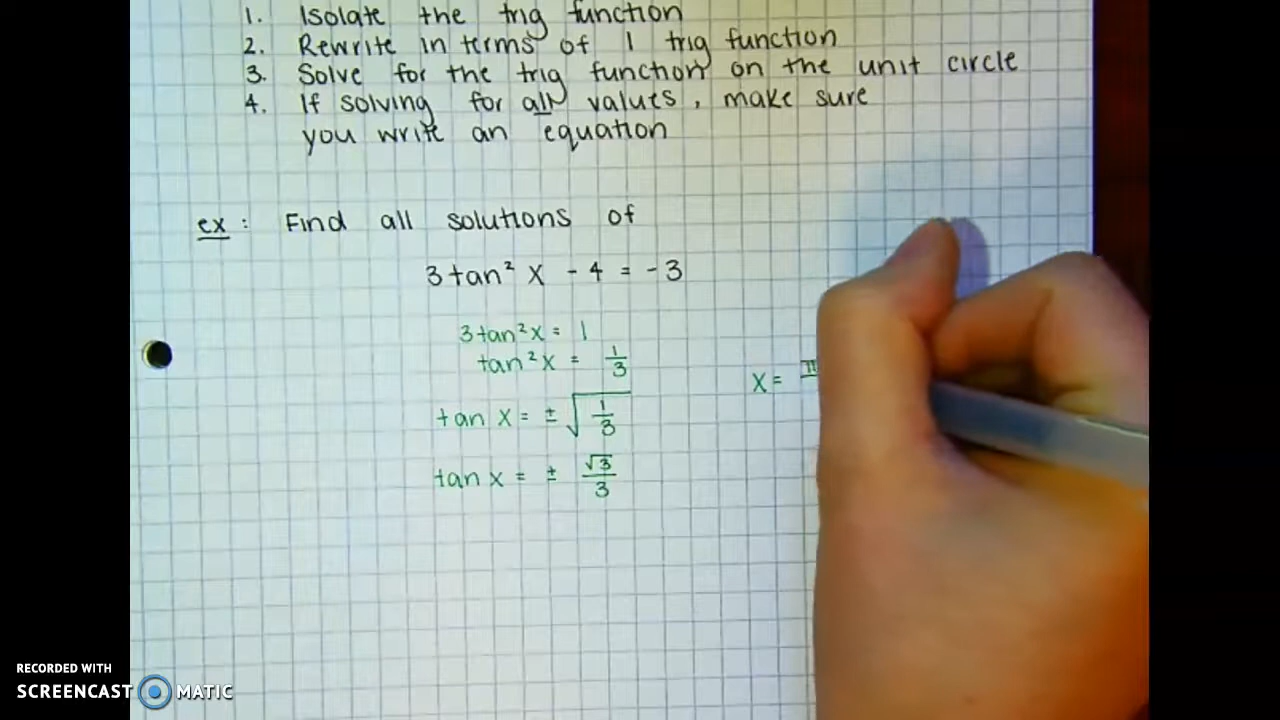 1. Isolate the trig function
2. Rewrite in terms of 1 trig function
3. Solve for the trig function on the unit circle
4. If solving for all values, make sure
you write an equation
ex: Find all solutions of
3tan² x - 4 = -3
3tan²x = 1
tan²x = 1/3
x = π
tan x = ± √(1/3)
tan x = ± √3/3
RECORDED WITH
SCREENCAST MATIC